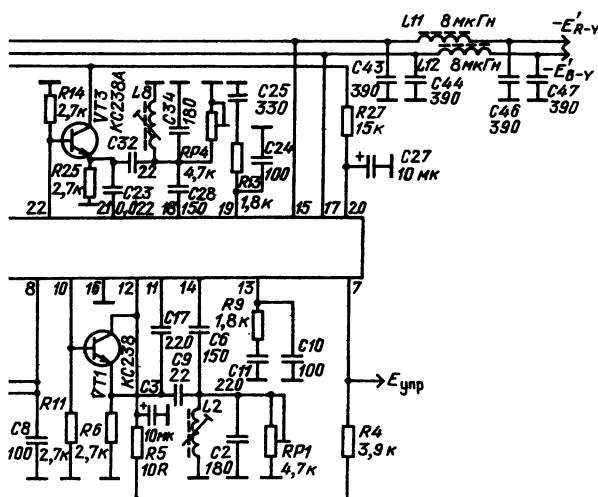 L11 8 мкГн
-E'R-Y
L12 8мкГн
-E'B-Y
C43
390
C44
390
C46
390
C47
390
R14
2,7к
VT3
КС238А
L8
C34
180
C25
330
R27
15к
C32
22
RP4
4,7к
C24
100
R13
1,8к
C27
10 мк
+
R25
2,7к
C23
0,022
C28
150
22
21
18
19
15
17
20
8
10
16
12
11
14
13
7
C17
220
C6
150
R9
1,8к
C10
100
C11
220
КС238
VT1
C9
22
C3
+
10мк
L2
Eупр
R11
2,7к
R6
2,7к
C8
100
R5
10R
C2
180
RP1
4,7к
R4
3,9к